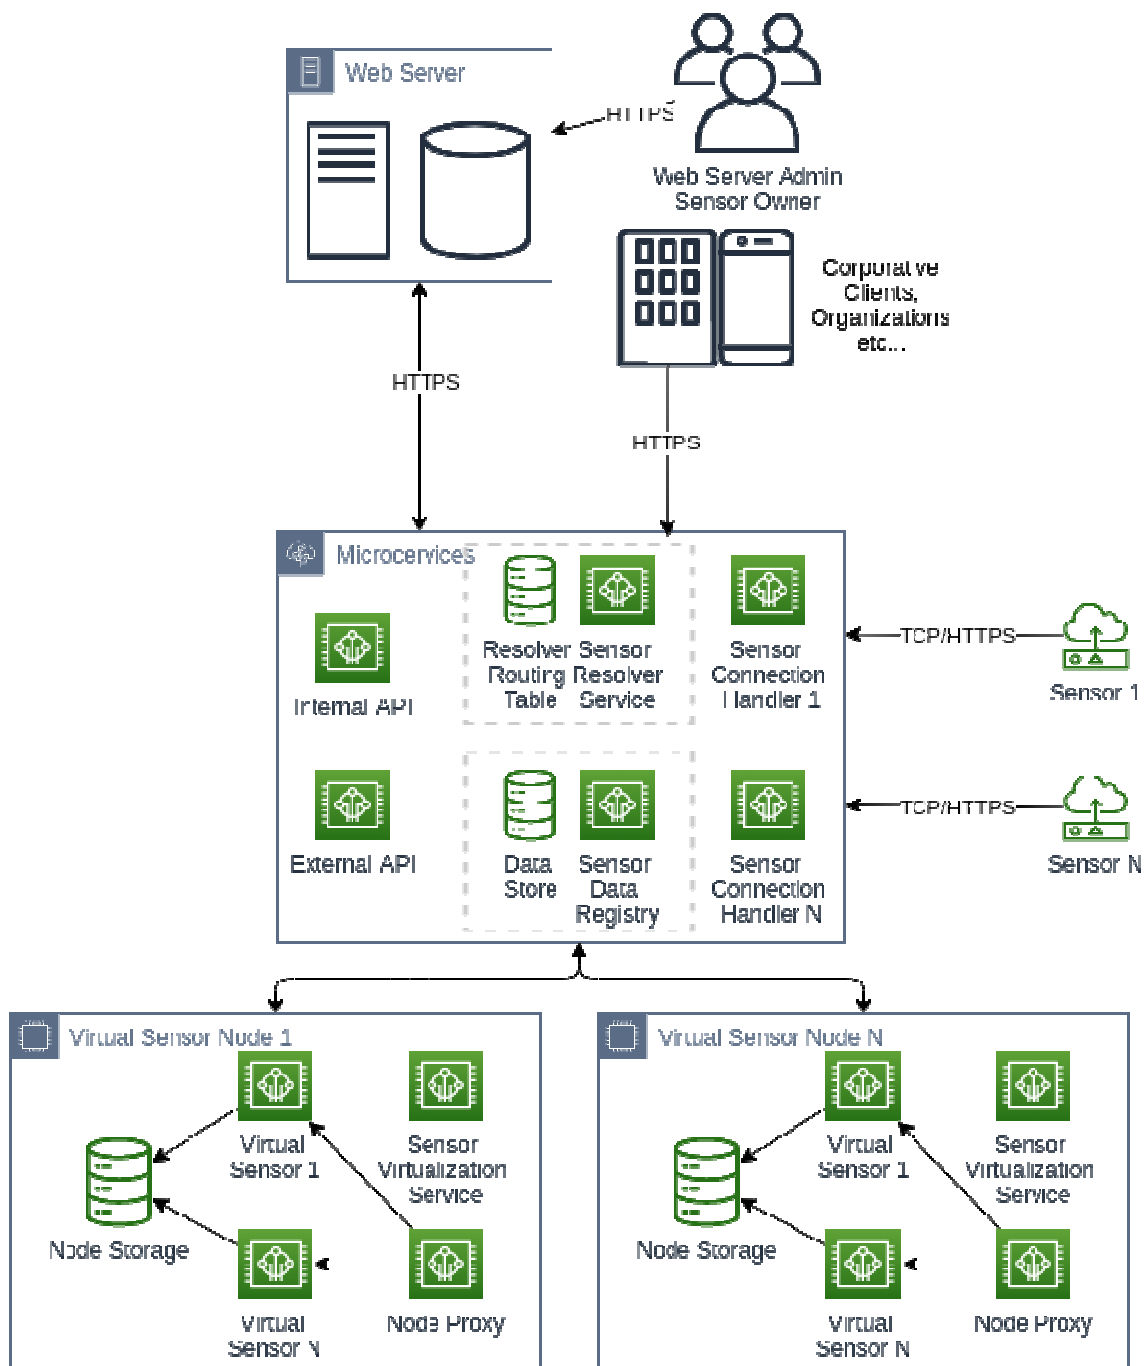 Web Server
HTTPS
Web Server Admin
Sensor Owner
Corporative
Clients,
Organizations
etc...
HTTPS
HTTPS
Microcervices
Resolver
Routing
Table
Sensor
Resolver
Service
Sensor
Connection
Handler 1
Internal API
TCP/HTTPS
Sensor 1
External API
Data
Store
Sensor
Data
Registry
Sensor
Connection
Handler N
TCP/HTTPS
Sensor N
Virtual Sensor Node 1
Virtual
Sensor 1
Sensor
Virtualization
Service
Node Storage
Virtual
Sensor N
Node Proxy
Virtual Sensor Node N
Virtual
Sensor 1
Sensor
Virtualization
Service
Node Storage
Virtual
Sensor N
Node Proxy